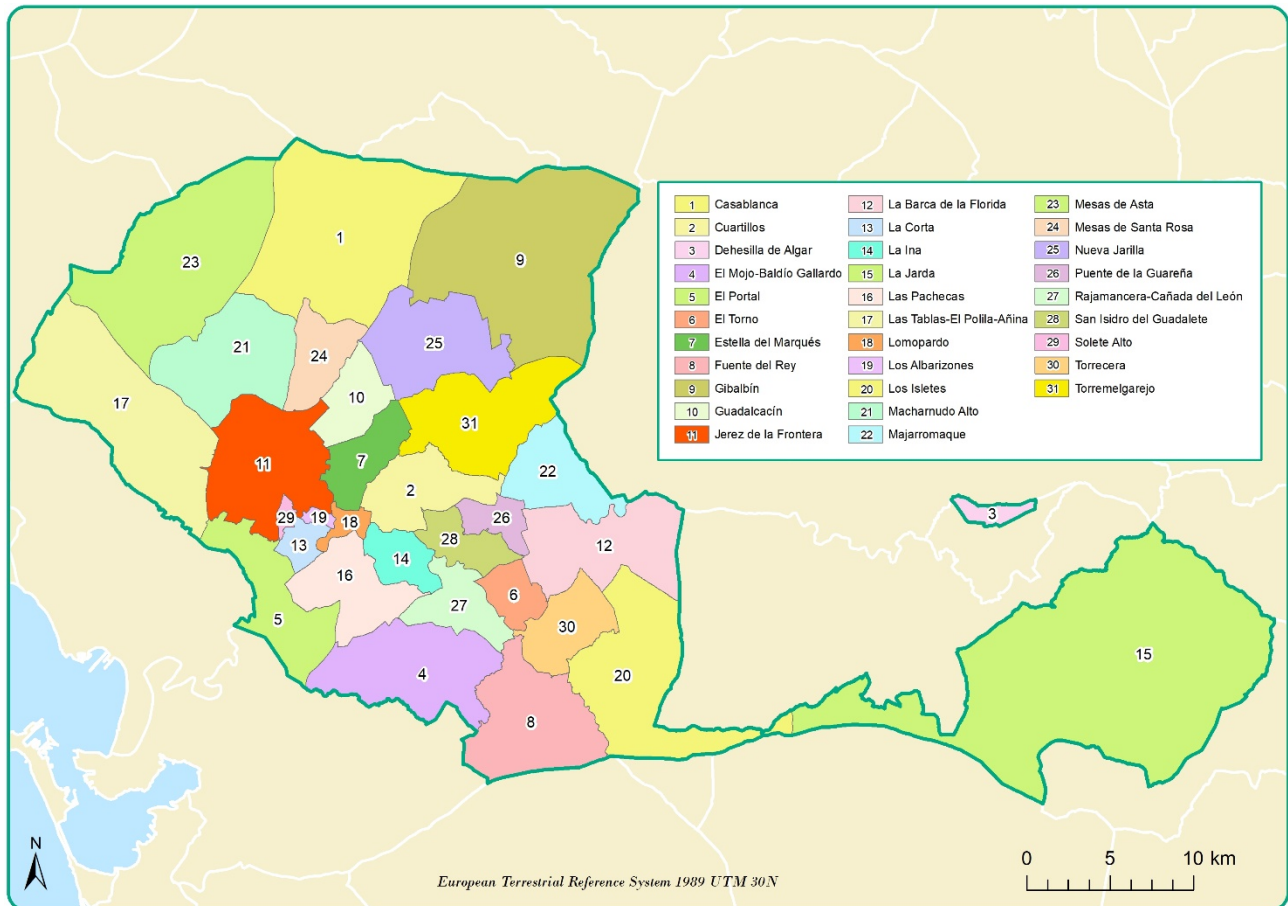 1
23
9
21
24
25
17
10
31
11
7
22
2
29
19
18
26
3
13
28
12
14
16
27
6
5
30
15
4
20
8
1 Casablanca
2 Cuartillos
3 Dehesilla de Algar
4 El Mojo-Baldío Gallardo
5 El Portal
6 El Torno
7 Estella del Marqués
8 Fuente del Rey
9 Gibalbín
10 Guadalcacín
11 Jerez de la Frontera
12 La Barca de la Florida
13 La Corta
14 La Ina
15 La Jarda
16 Las Pachecas
17 Las Tablas-El Polila-Añina
18 Lomopardo
19 Los Albarizones
20 Los Isletes
21 Macharnudo Alto
22 Majarromaque
23 Mesas de Asta
24 Mesas de Santa Rosa
25 Nueva Jarilla
26 Puente de la Guareña
27 Rajamancera-Cañada del León
28 San Isidro del Guadalete
29 Solete Alto
30 Torrecera
31 Torremelgarejo
N
European Terrestrial Reference System 1989 UTM 30N
0 5 10 km